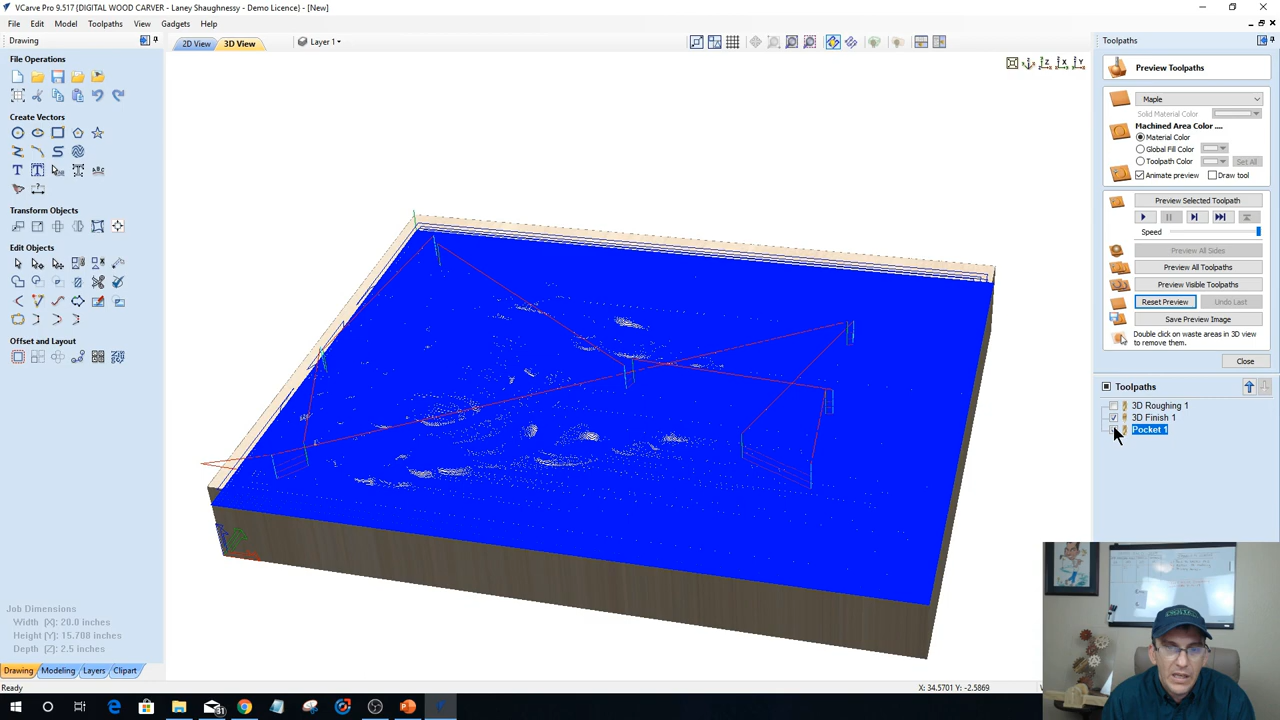 VCarve Pro 9.517 {DIGITAL WOOD CARVER - Laney Shaughnessy - Demo Licence} - [New]
File Edit Model Toolpaths View Gadgets Help
Drawing
2D View 3D View Layer 1
Toolpaths
File Operations
Create Vectors
Transform Objects
Edit Objects
Offset and Layout
Job Dimensions
Width (X): 20.0 inches
Height (Y): 15.708 inches
Depth (Z): 2.5 inches
Drawing Modeling Layers Clipart
Ready
X: 34.5701 Y: -2.5869
Preview Toolpaths
Maple
Solid Material Color
Machined Area Color ....
Material Color
Global Fill Color
Toolpath Color Set All
Animate preview Draw tool
Preview Selected Toolpath
Speed
Preview All Sides
Preview All Toolpaths
Preview Visible Toolpaths
Reset Preview Undo Last
Save Preview Image
Double click on waste areas in 3D view
to remove them.
Close
Toolpaths
3D Roughing 1
3D Finish 1
Pocket 1